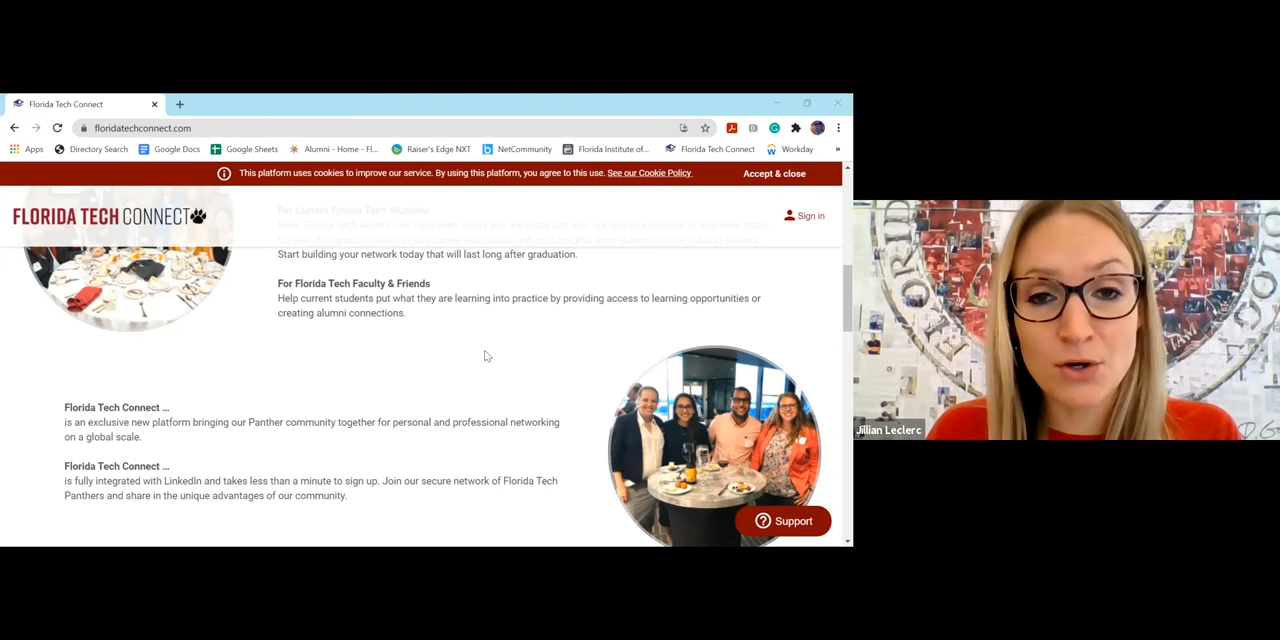 Florida Tech Connect
floridatechconnect.com
Apps Directory Search Google Docs Google Sheets Alumni - Home - Fl... Raiser's Edge NXT NetCommunity Florida Institute of... Florida Tech Connect Workday »
This platform uses cookies to improve our service. By using this platform, you agree to this use. See our Cookie Policy Accept & close
FLORIDA TECH CONNECT
Sign in
For Current Florida Tech Students
Start building your network today that will last long after graduation.
For Florida Tech Faculty & Friends
Help current students put what they are learning into practice by providing access to learning opportunities or
creating alumni connections.
Florida Tech Connect ...
is an exclusive new platform bringing our Panther community together for personal and professional networking
on a global scale.
Florida Tech Connect ...
is fully integrated with LinkedIn and takes less than a minute to sign up. Join our secure network of Florida Tech
Panthers and share in the unique advantages of our community.
Support
Jillian Leclerc